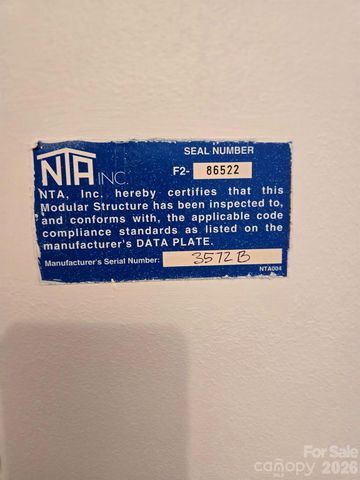 NTA INC.
SEAL NUMBER
F2- 86522
NTA, Inc. hereby certifies that this
Modular Structure has been inspected to,
and conforms with, the applicable code
compliance standards as listed on the
manufacturer's DATA PLATE.
Manufacturer's Serial Number: 3572B
NTA004
For Sale
canopy 2026